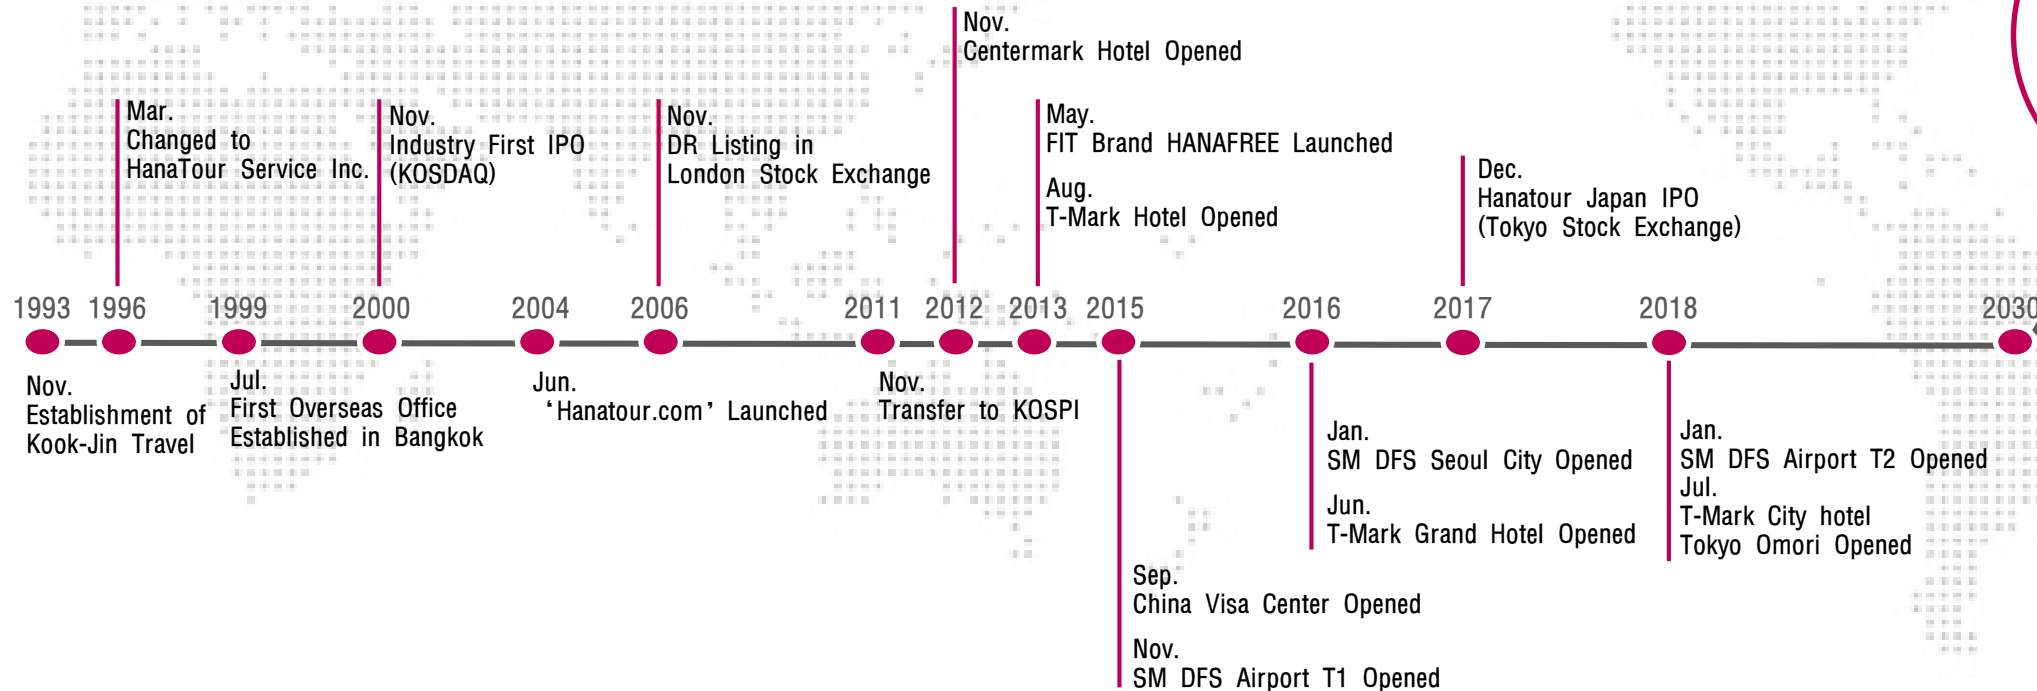 Nov.
Centermark Hotel Opened
Mar.
Changed to
HanaTour Service Inc.
Nov.
Industry First IPO
(KOSDAQ)
Nov.
DR Listing in
London Stock Exchange
May.
FIT Brand HANAFREE Launched
Aug.
T-Mark Hotel Opened
Dec.
Hanatour Japan IPO
(Tokyo Stock Exchange)
1993 1996 1999 2000 2004 2006 2011 2012 2013 2015 2016 2017 2018 2030
Nov.
Establishment of
Kook-Jin Travel
Jul.
First Overseas Office
Established in Bangkok
Jun.
‘Hanatour.com’ Launched
Nov.
Transfer to KOSPI
Sep.
China Visa Center Opened
Nov.
SM DFS Airport T1 Opened
Jan.
SM DFS Seoul City Opened
Jun.
T-Mark Grand Hotel Opened
Jan.
SM DFS Airport T2 Opened
Jul.
T-Mark City hotel
Tokyo Omori Opened